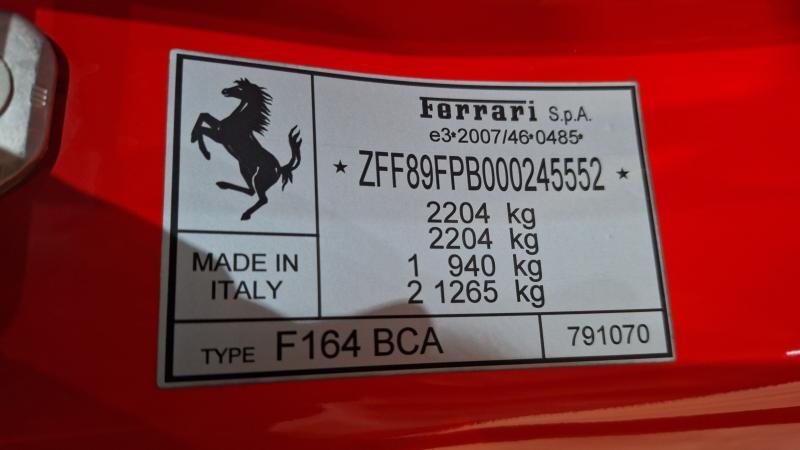 Ferrari S.p.A.
e3*2007/46*0485*
★ ZFF89FPB000245552 ★
2204 kg
2204 kg
1 940 kg
2 1265 kg
MADE IN
ITALY
TYPE F164 BCA
791070